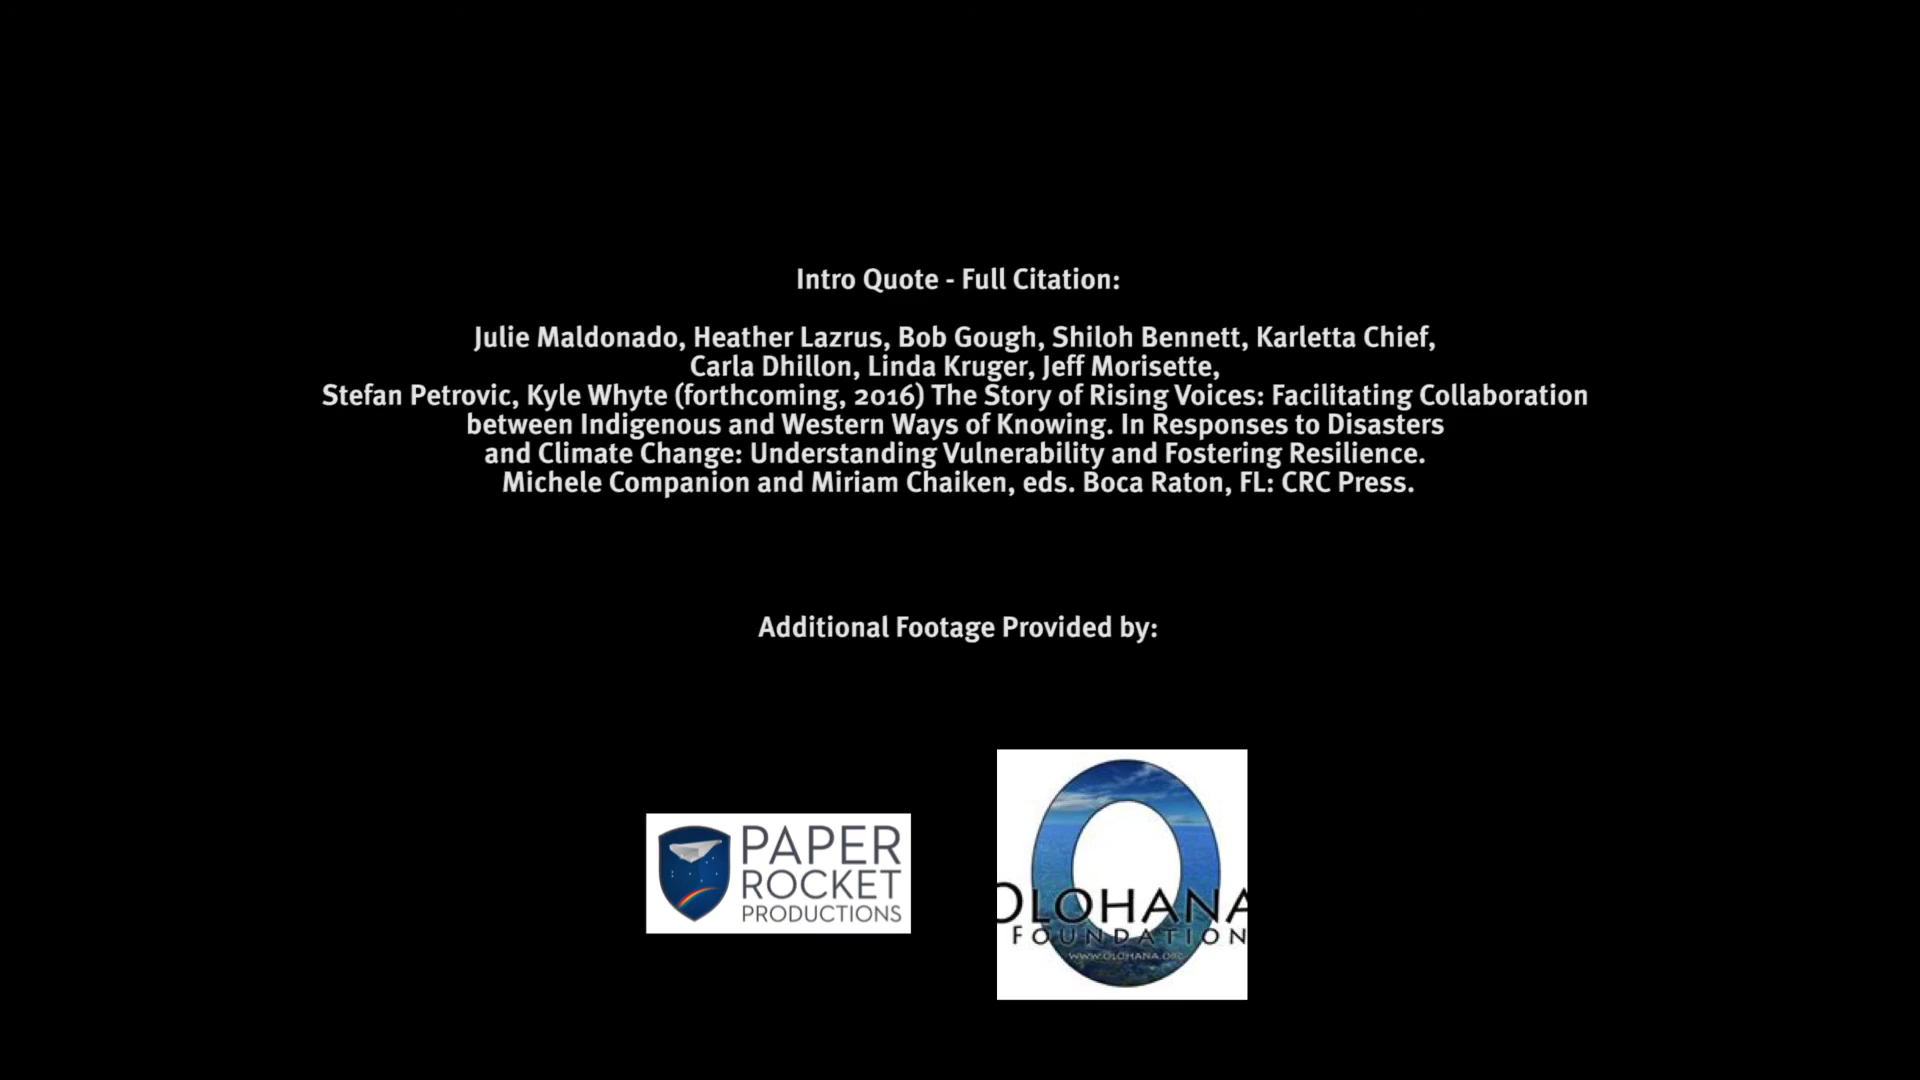 Intro Quote - Full Citation:
Julie Maldonado, Heather Lazrus, Bob Gough, Shiloh Bennett, Karletta Chief,
Carla Dhillon, Linda Kruger, Jeff Morisette,
Stefan Petrovic, Kyle Whyte (forthcoming, 2016) The Story of Rising Voices: Facilitating Collaboration
between Indigenous and Western Ways of Knowing. In Responses to Disasters
and Climate Change: Understanding Vulnerability and Fostering Resilience.
Michele Companion and Miriam Chaiken, eds. Boca Raton, FL: CRC Press.
Additional Footage Provided by:
PAPER
ROCKET
PRODUCTIONS
OLOHANA
FOUNDATION
WWW.OLOHANA.ORG